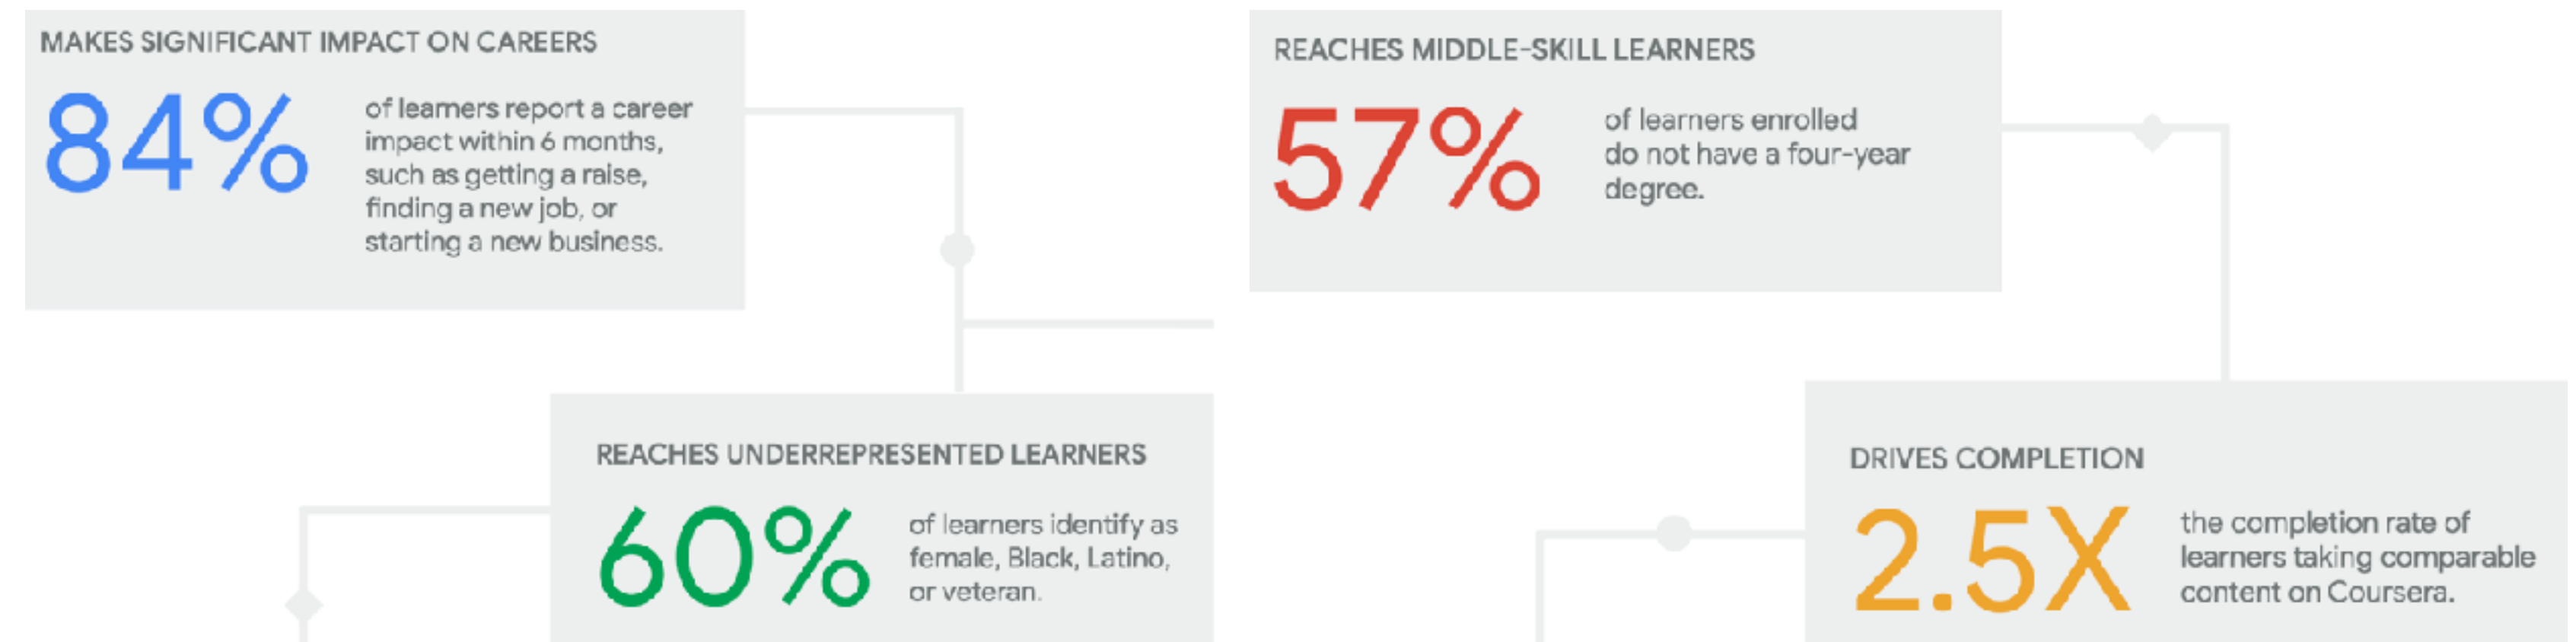 MAKES SIGNIFICANT IMPACT ON CAREERS
84%
of learners report a career
impact within 6 months,
such as getting a raise,
finding a new job, or
starting a new business.
REACHES UNDERREPRESENTED LEARNERS
60%
of learners identify as
female, Black, Latino,
or veteran.
REACHES MIDDLE-SKILL LEARNERS
57%
of learners enrolled
do not have a four-year
degree.
DRIVES COMPLETION
2.5X
the completion rate of
learners taking comparable
content on Coursera.